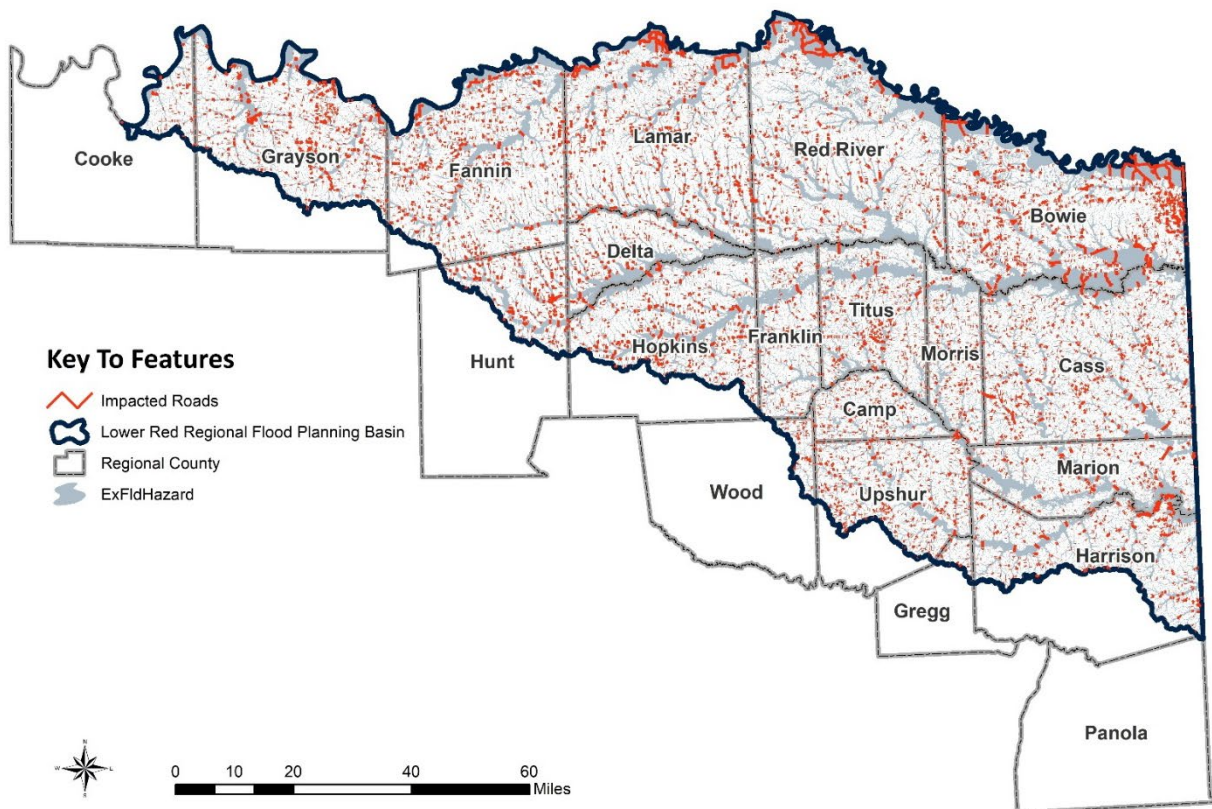 Lamar
Red River
Cooke
Grayson
Fannin
Bowie
Delta
Titus
Hopkins
Franklin
Morris
Hunt
Cass
Camp
Marion
Wood
Upshur
Harrison
Gregg
Panola
Key To Features
Impacted Roads
Lower Red Regional Flood Planning Basin
Regional County
ExFldHazard
N
W
S
0 10 20 40 60
Miles